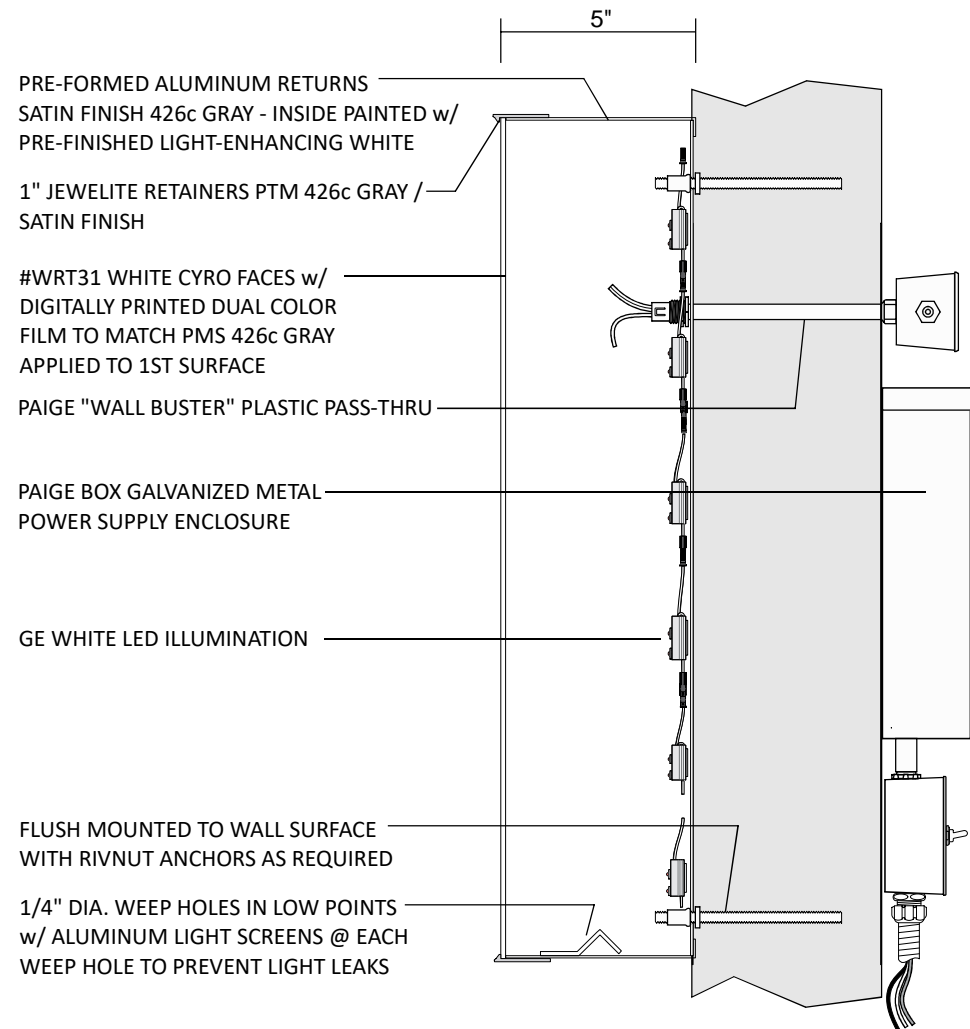 5"
PRE-FORMED ALUMINUM RETURNS
SATIN FINISH 426c GRAY - INSIDE PAINTED w/
PRE-FINISHED LIGHT-ENHANCING WHITE
1" JEWELITE RETAINERS PTM 426c GRAY /
SATIN FINISH
#WRT31 WHITE CYRO FACES w/
DIGITALLY PRINTED DUAL COLOR
FILM TO MATCH PMS 426c GRAY
APPLIED TO 1ST SURFACE
PAIGE "WALL BUSTER" PLASTIC PASS-THRU
PAIGE BOX GALVANIZED METAL
POWER SUPPLY ENCLOSURE
GE WHITE LED ILLUMINATION
FLUSH MOUNTED TO WALL SURFACE
WITH RIVNUT ANCHORS AS REQUIRED
1/4" DIA. WEEP HOLES IN LOW POINTS
w/ ALUMINUM LIGHT SCREENS @ EACH
WEEP HOLE TO PREVENT LIGHT LEAKS